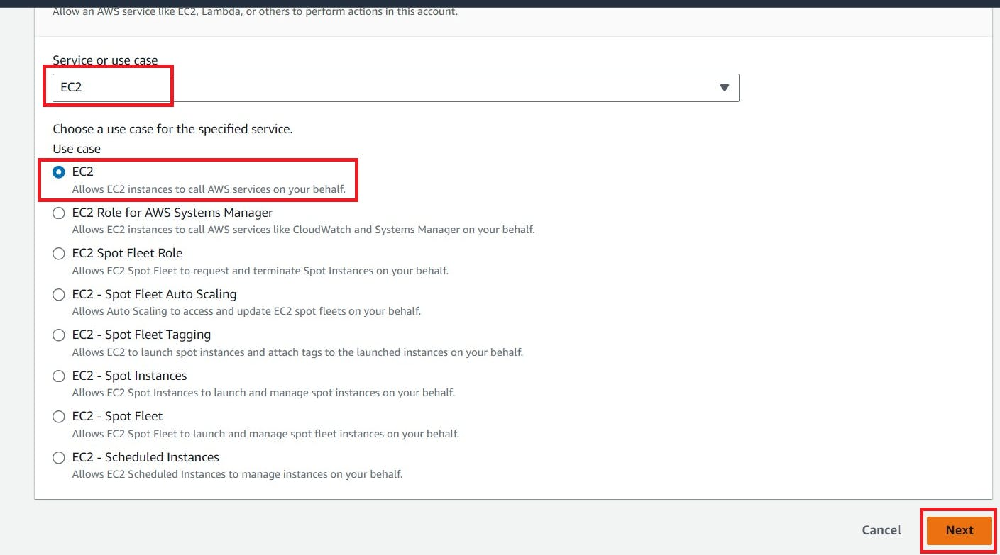 Allow an AWS service like EC2, Lambda, or others to perform actions in this account.
Service or use case
EC2
Choose a use case for the specified service.
Use case
EC2
Allows EC2 instances to call AWS services on your behalf.
EC2 Role for AWS Systems Manager
Allows EC2 instances to call AWS services like CloudWatch and Systems Manager on your behalf.
EC2 Spot Fleet Role
Allows EC2 Spot Fleet to request and terminate Spot Instances on your behalf.
EC2 - Spot Fleet Auto Scaling
Allows Auto Scaling to access and update EC2 spot fleets on your behalf.
EC2 - Spot Fleet Tagging
Allows EC2 to launch spot instances and attach tags to the launched instances on your behalf.
EC2 - Spot Instances
Allows EC2 Spot Instances to launch and manage spot instances on your behalf.
EC2 - Spot Fleet
Allows EC2 Spot Fleet to launch and manage spot fleet instances on your behalf.
EC2 - Scheduled Instances
Allows EC2 Scheduled Instances to manage instances on your behalf.
Cancel Next